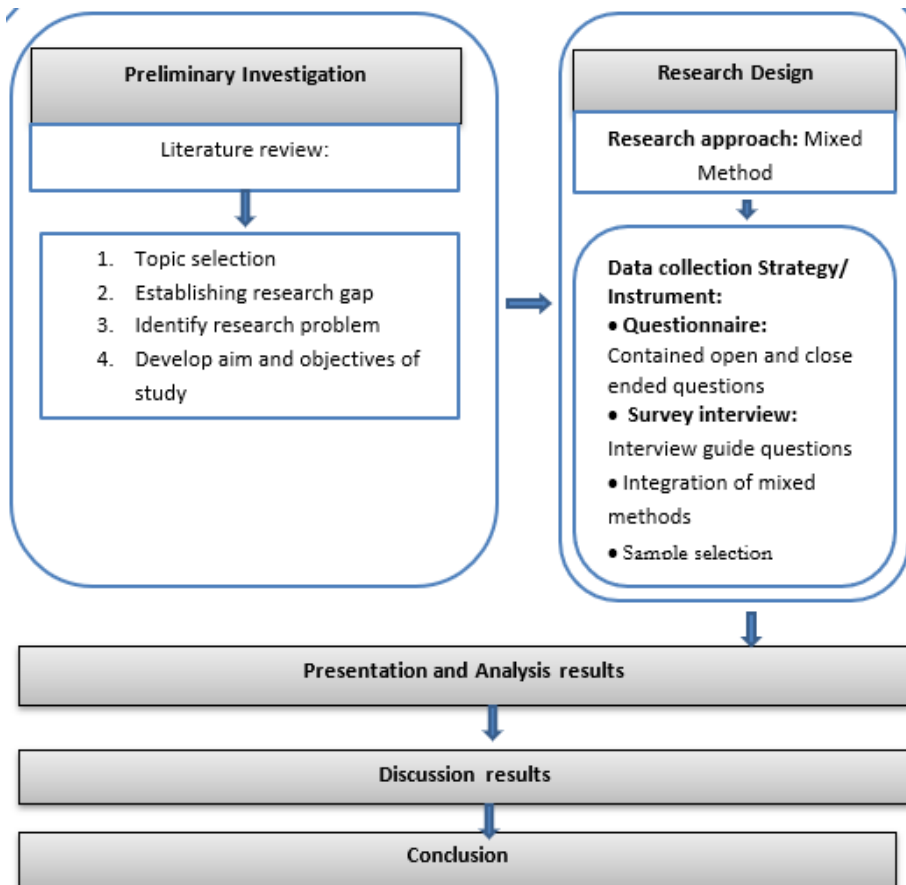 Preliminary Investigation
Literature review:
1. Topic selection
2. Establishing research gap
3. Identify research problem
4. Develop aim and objectives of
study
Research Design
Research approach: Mixed
Method
Data collection Strategy/
Instrument:
• Questionnaire:
Contained open and close
ended questions
• Survey interview:
Interview guide questions
• Integration of mixed
methods
• Sample selection
Presentation and Analysis results
Discussion results
Conclusion